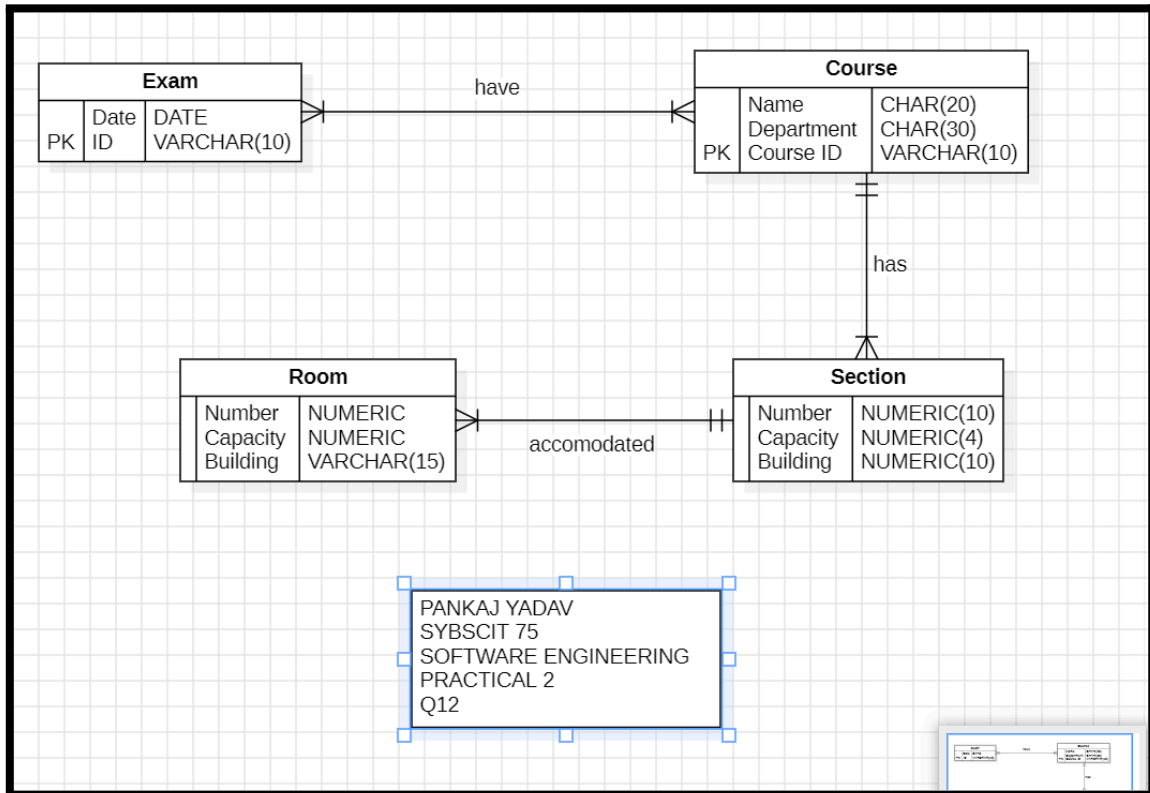 Exam
Date DATE
PK ID VARCHAR(10)
have
Course
Name CHAR(20)
Department CHAR(30)
PK Course ID VARCHAR(10)
has
Room
Number NUMERIC
Capacity NUMERIC
Building VARCHAR(15)
accomodated
Section
Number NUMERIC(10)
Capacity NUMERIC(4)
Building NUMERIC(10)
PANKAJ YADAV
SYBSCIT 75
SOFTWARE ENGINEERING
PRACTICAL 2
Q12